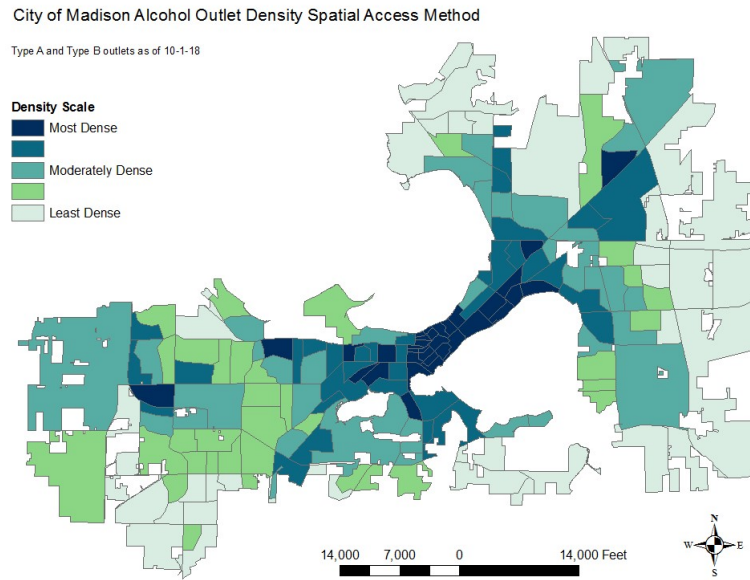 City of Madison Alcohol Outlet Density Spatial Access Method
Type A and Type B outlets as of 10-1-18
Density Scale
Most Dense
Moderately Dense
Least Dense
N
W E
S
14,000 7,000 0 14,000 Feet